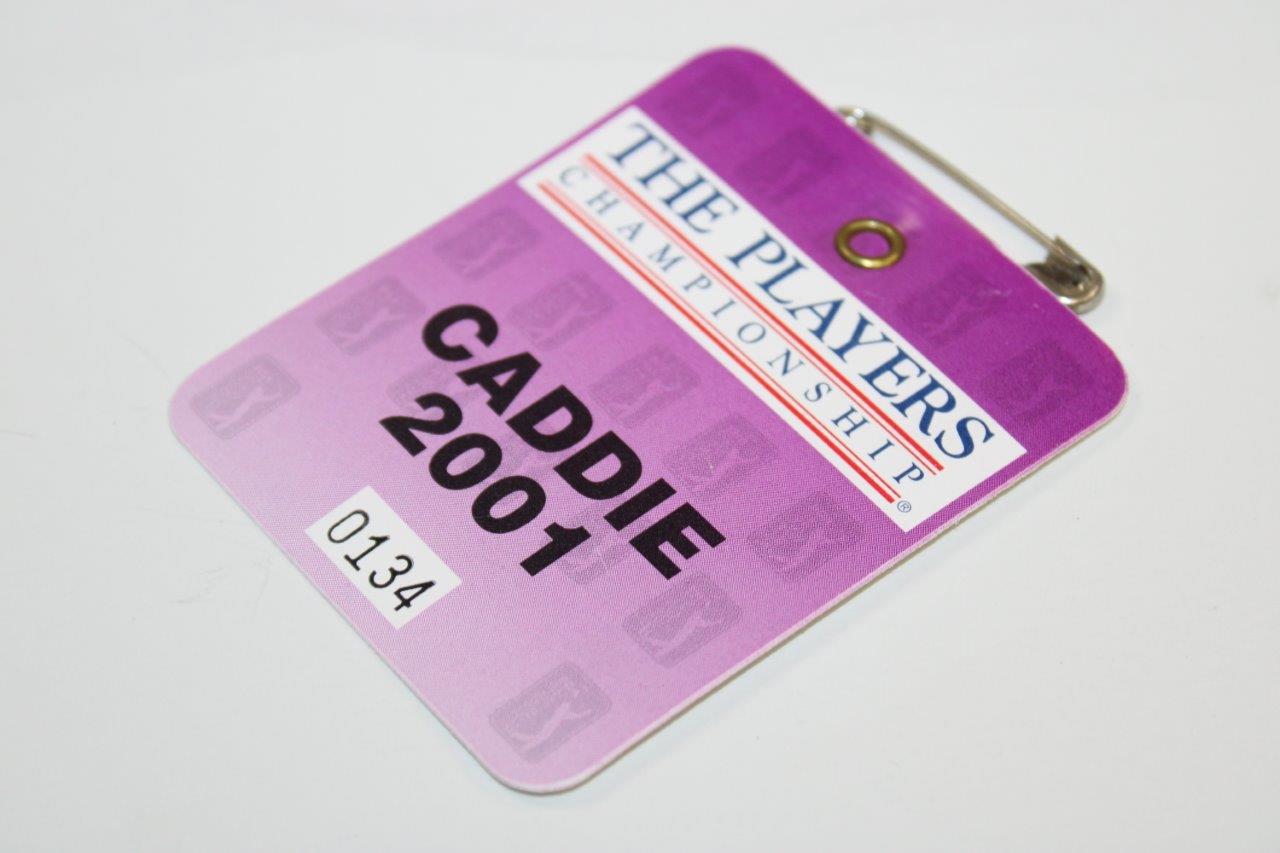 THE PLAYERS
CHAMPIONSHIP®
CADDIE
2001
0134